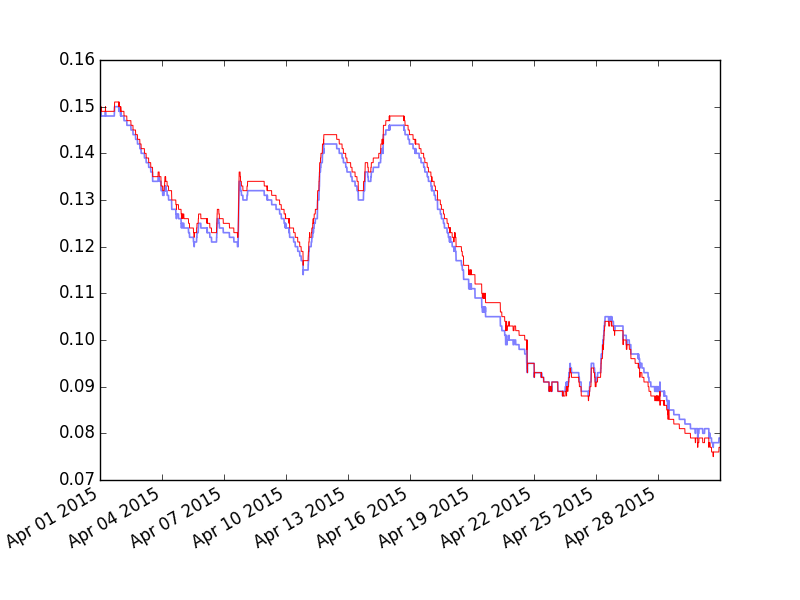 0.16
0.15
0.14
0.13
0.12
0.11
0.10
0.09
0.08
0.07
Apr 01 2015
Apr 04 2015
Apr 07 2015
Apr 10 2015
Apr 13 2015
Apr 16 2015
Apr 19 2015
Apr 22 2015
Apr 25 2015
Apr 28 2015